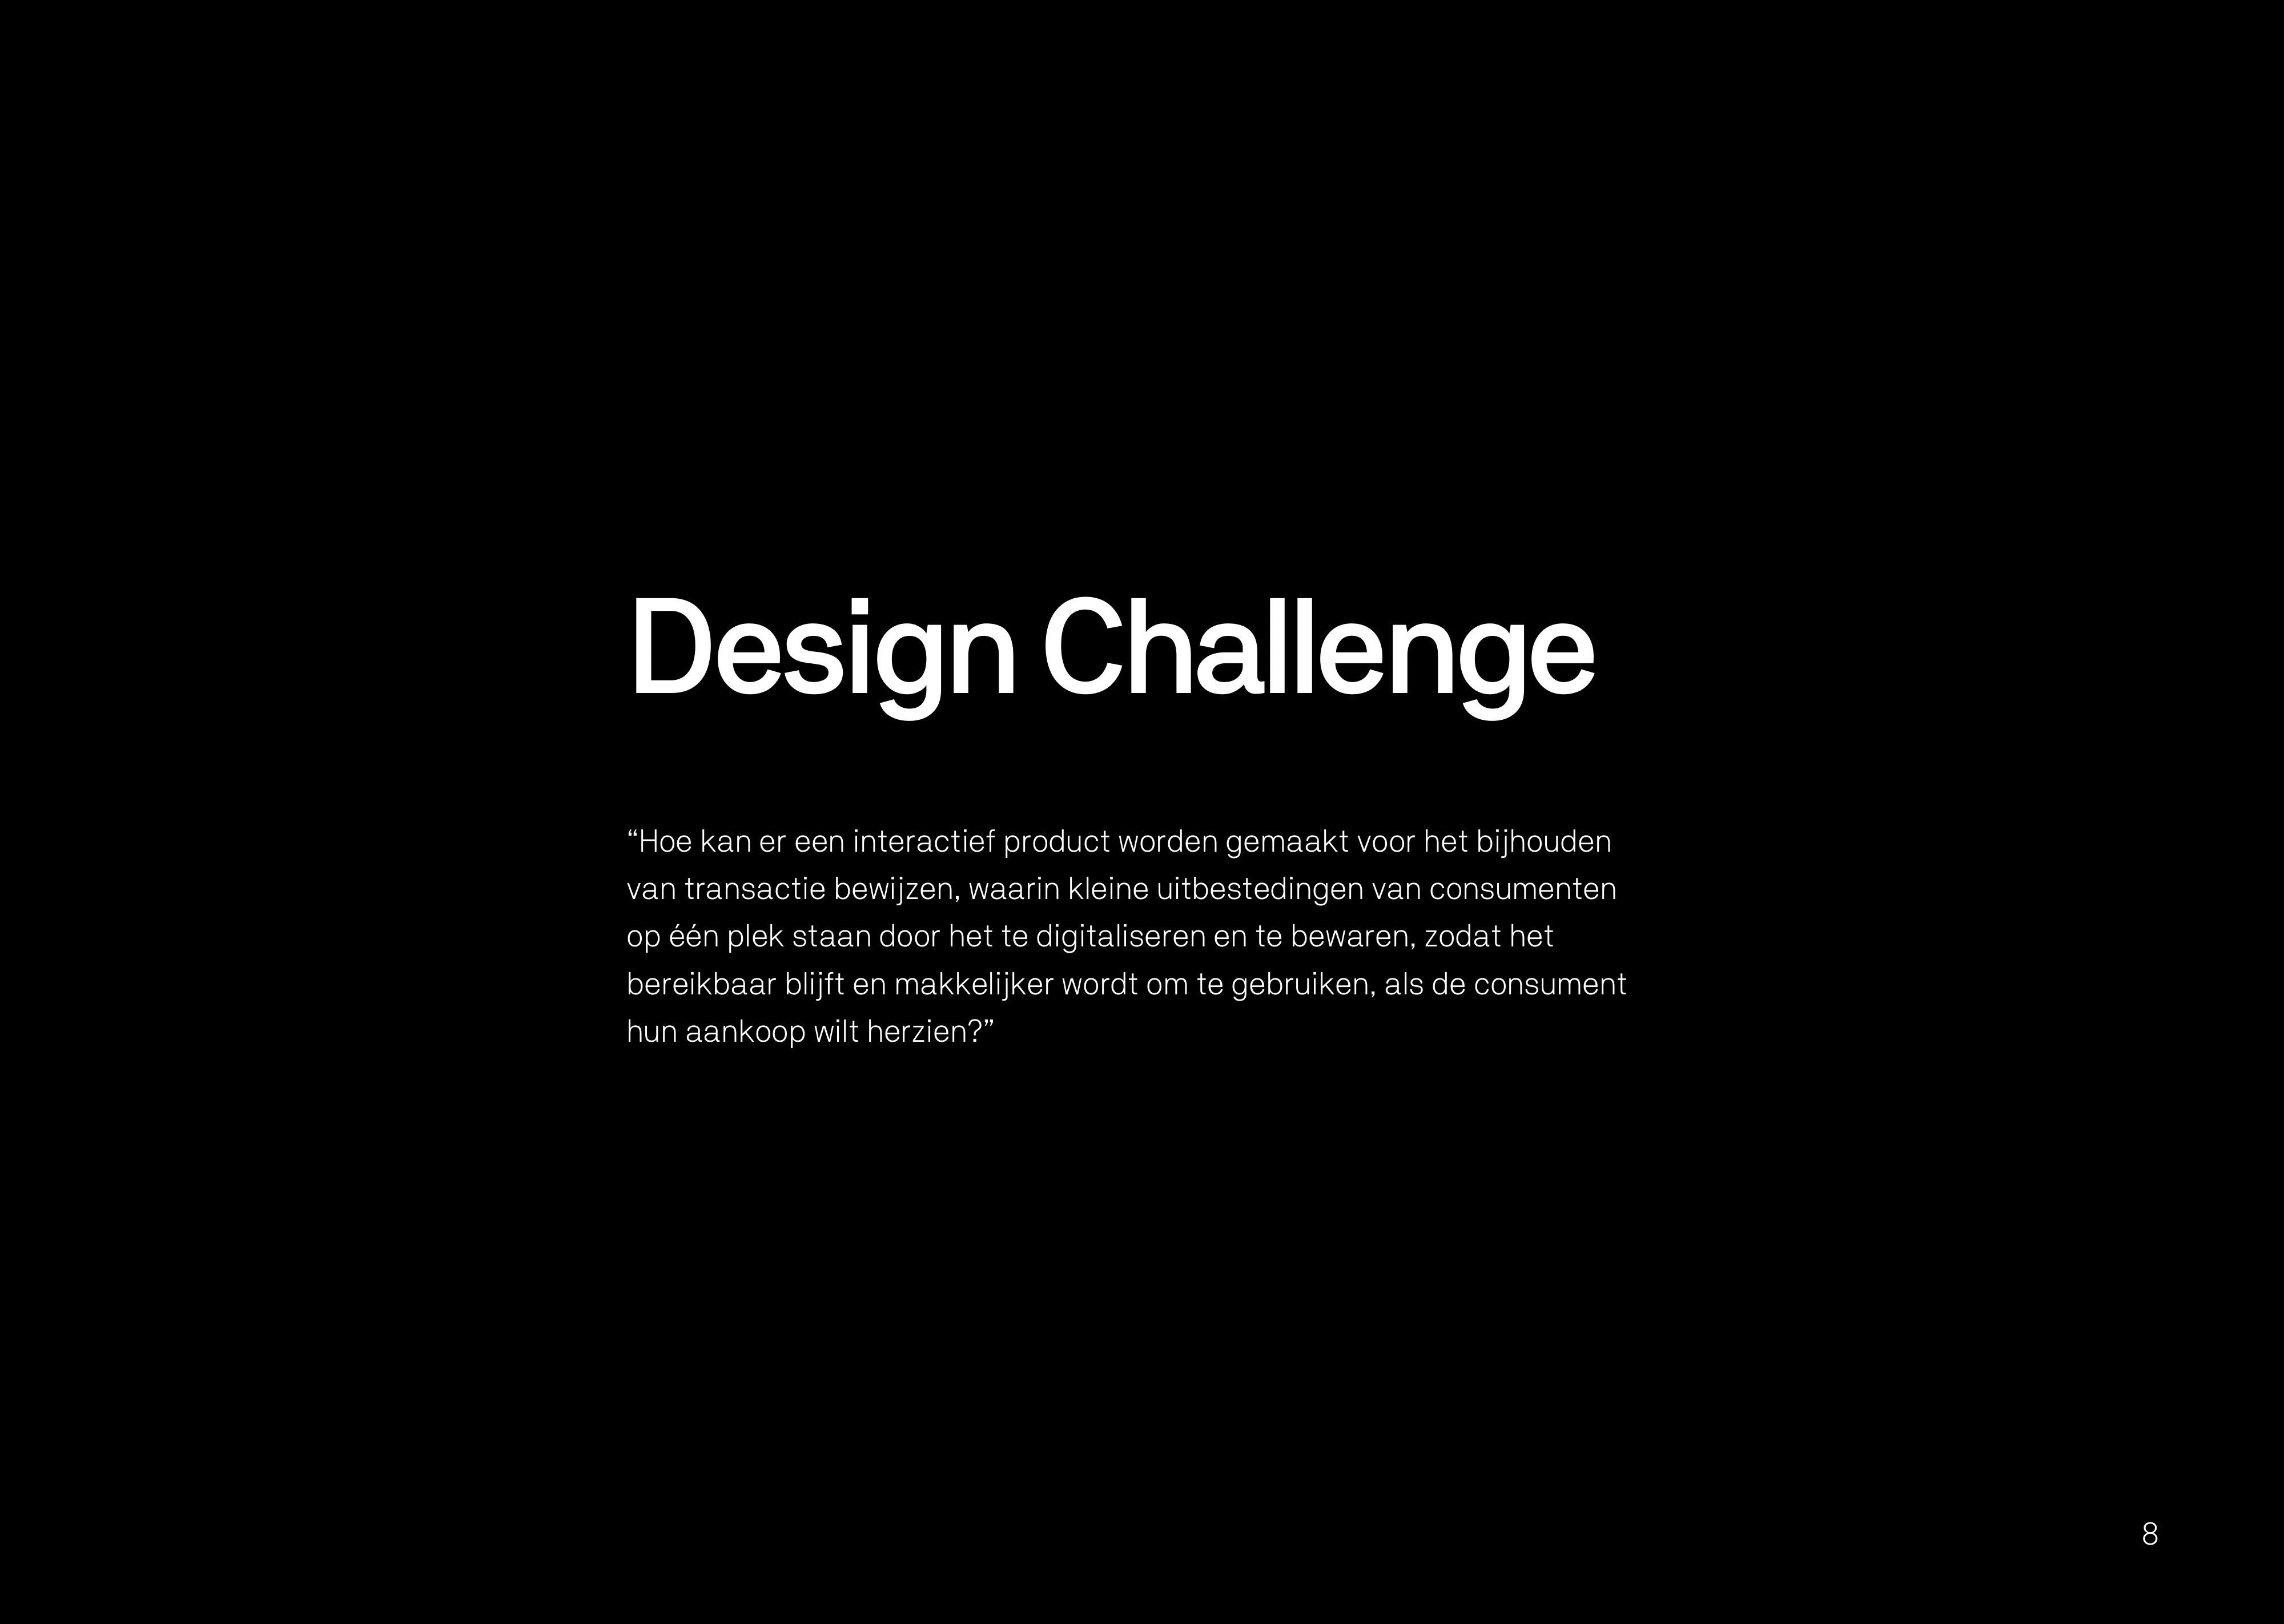 Design Challenge
“Hoe kan er een interactief product worden gemaakt voor het bijhouden
van transactie bewijzen, waarin kleine uitbestedingen van consumenten
op één plek staan door het te digitaliseren en te bewaren, zodat het
bereikbaar blijft en makkelijker wordt om te gebruiken, als de consument
hun aankoop wilt herzien?”
8